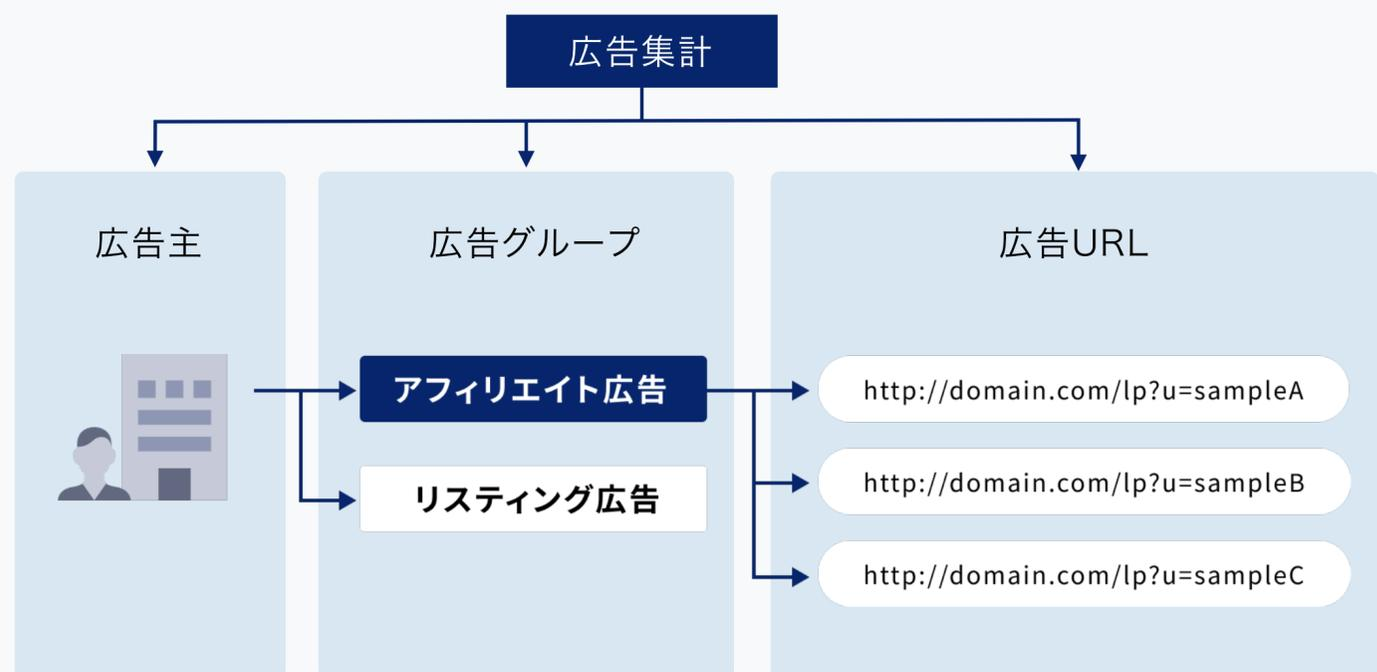 広告集計
広告主
広告グループ
広告URL
アフィリエイト広告
リスティング広告
http://domain.com/lp?u=sampleA
http://domain.com/lp?u=sampleB
http://domain.com/lp?u=sampleC